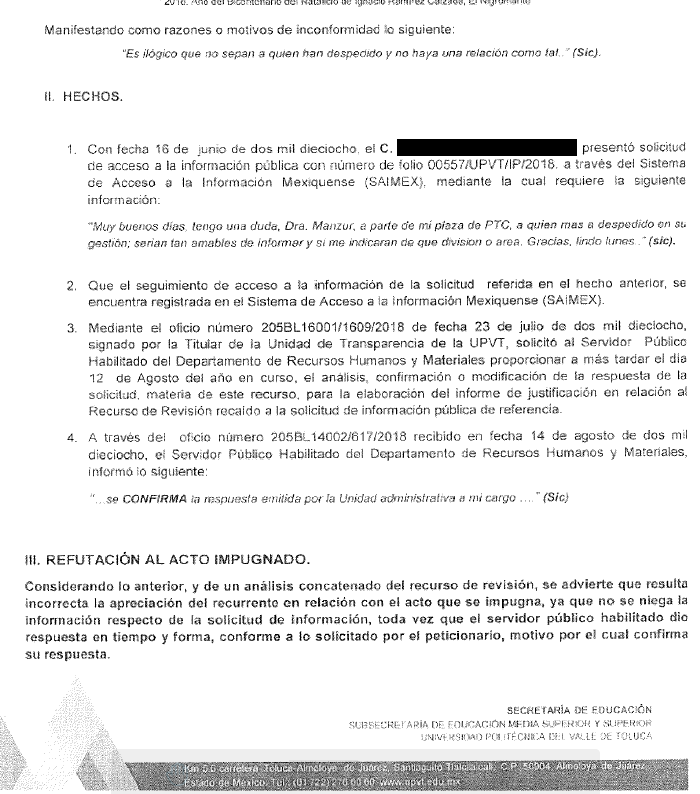 2018. Año del Bicentenario del Natalicio de Ignacio Ramírez Calzada, El Nigromante
Manifestando como razones o motivos de inconformidad lo siguiente:
"Es ilógico que no sepan a quien han despedido y no haya una relación como tal.." (Sic).
II. HECHOS.
1. Con fecha 16 de junio de dos mil dieciocho, el C. presentó solicitud
de acceso a la información pública con número de folio 00557/UPVT/IP/2018, a través del Sistema
de Acceso a la Información Mexiquense (SAIMEX), mediante la cual requiere la siguiente
información:
"Muy buenos días, tengo una duda, Dra. Manzur, a parte de mi plaza de PTC, a quien mas a despedido en su
gestión; serian tan amables de informar y si me indicaran de que division o area. Gracias, lindo lunes.." (sic).
2. Que el seguimiento de acceso a la información de la solicitud referida en el hecho anterior, se
encuentra registrada en el Sistema de Acceso a la Información Mexiquense (SAIMEX).
3. Mediante el oficio número 205BL16001/1609/2018 de fecha 23 de julio de dos mil dieciocho,
signado por la Titular de la Unidad de Transparencia de la UPVT, solicitó al Servidor Público
Habilitado del Departamento de Recursos Humanos y Materiales proporcionar a más tardar el día
12 de Agosto del año en curso, el análisis, confirmación o modificación de la respuesta de la
solicitud, materia de este recurso, para la elaboración del informe de justificación en relación al
Recurso de Revisión recaído a la solicitud de información pública de referencia.
4. A través del oficio número 205BL14002/617/2018 recibido en fecha 14 de agosto de dos mil
dieciocho, el Servidor Público Habilitado del Departamento de Recursos Humanos y Materiales,
informó lo siguiente:
"...se CONFIRMA la respuesta emitida por la Unidad administrativa a mi cargo ...." (Sic)
III. REFUTACIÓN AL ACTO IMPUGNADO.
Considerando lo anterior, y de un análisis concatenado del recurso de revisión, se advierte que resulta
incorrecta la apreciación del recurrente en relación con el acto que se impugna, ya que no se niega la
información respecto de la solicitud de información, toda vez que el servidor público habilitado dio
respuesta en tiempo y forma, conforme a lo solicitado por el peticionario, motivo por el cual confirma
su respuesta.
SECRETARÍA DE EDUCACIÓN
SUBSECRETARÍA DE EDUCACIÓN MEDIA SUPERIOR Y SUPERIOR
UNIVERSIDAD POLITÉCNICA DEL VALLE DE TOLUCA
Km 5.6 carretera Toluca-Almoloya de Juárez, Santiaguito Tlalcilalcali, C.P. 50904, Almoloya de Juárez,
Estado de México. Tel.: (01 722) 276 60 60 www.upvt.edu.mx